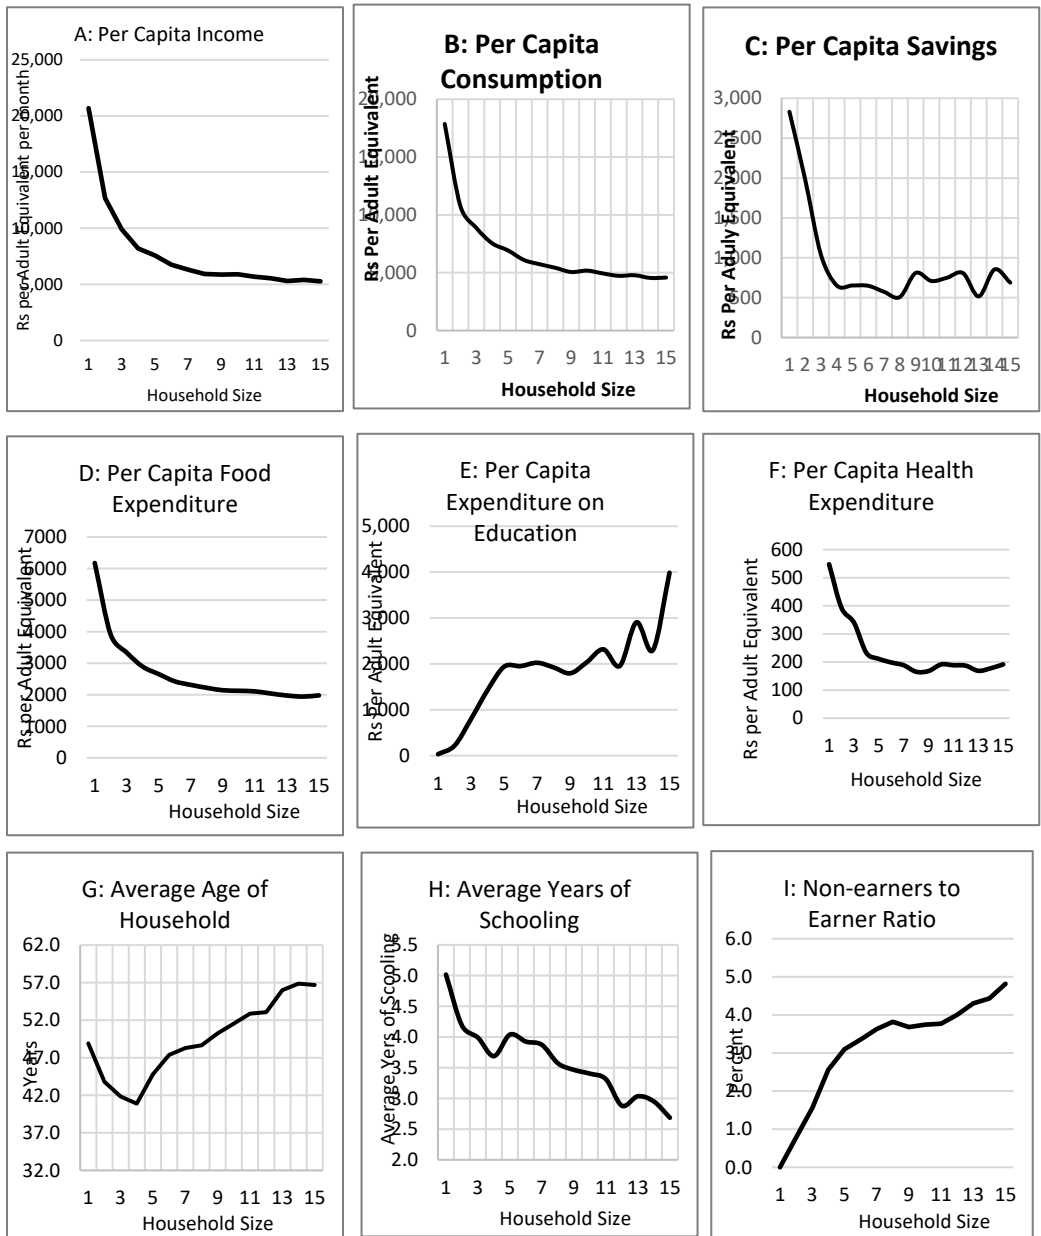 A: Per Capita Income
Rs per Adult Equivalent per month
25,000
20,000
15,000
10,000
5,000
0
1 3 5 7 9 11 13 15
Household Size
B: Per Capita
Consumption
Rs Per Adult Equivalent
20,000
15,000
10,000
5,000
0
1 3 5 7 9 11 13 15
Household Size
C: Per Capita Savings
Rs Per Aduly Equivalent
3,000
2,500
2,000
1,500
1,000
500
0
1 2 3 4 5 6 7 8 9 10 11 12 13 14 15
Household Size
D: Per Capita Food
Expenditure
Rs per Adult Equivalent
7000
6000
5000
4000
3000
2000
1000
0
1 3 5 7 9 11 13 15
Household Size
E: Per Capita
Expenditure on
Education
Rs Per Adult Equivalent
5,000
4,000
3,000
2,000
1,000
0
1 3 5 7 9 11 13 15
Household Size
F: Per Capita Health
Expenditure
Rs per Adult Equivalent
600
500
400
300
200
100
0
1 3 5 7 9 11 13 15
Household Size
G: Average Age of
Household
Years
62.0
57.0
52.0
47.0
42.0
37.0
32.0
1 3 5 7 9 11 13 15
Household Size
H: Average Years of
Schooling
Average Yers of Scooling
5.5
5.0
4.5
4.0
3.5
3.0
2.5
2.0
1 3 5 7 9 11 13 15
Household Size
I: Non-earners to
Earner Ratio
Percent
6.0
5.0
4.0
3.0
2.0
1.0
0.0
1 3 5 7 9 11 13 15
Household Size